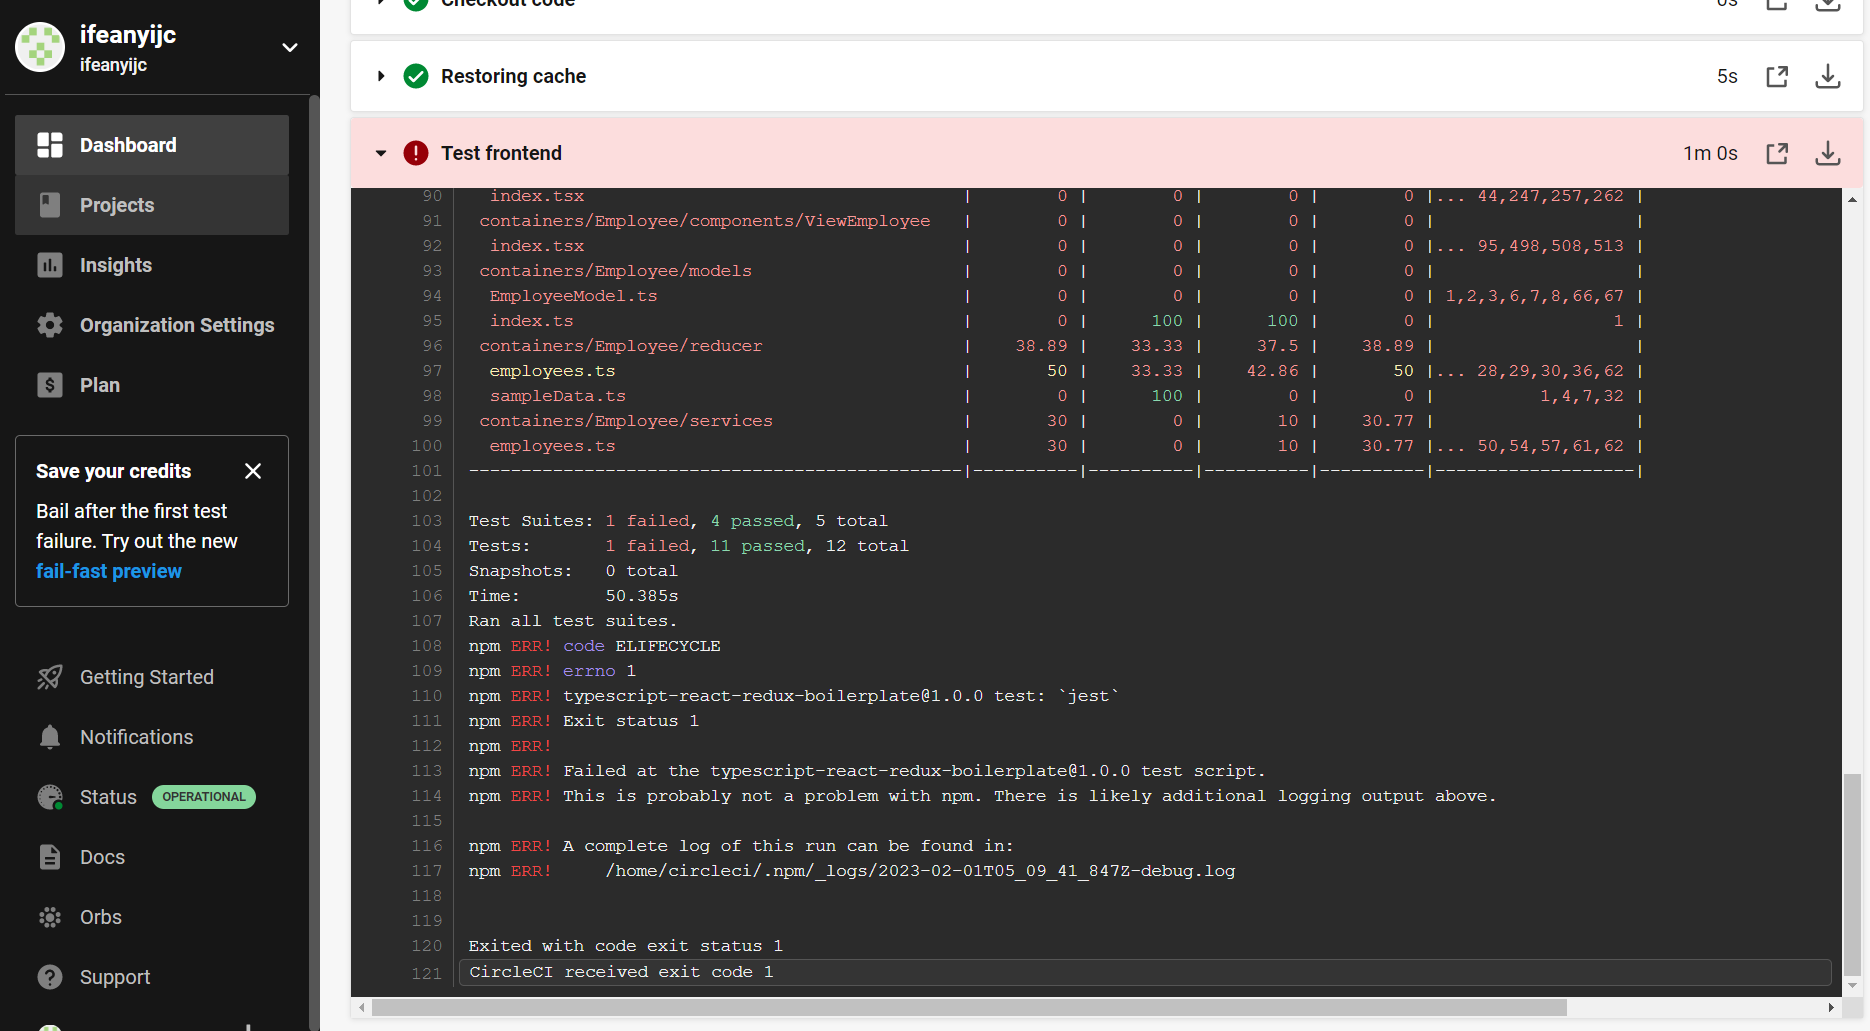 ifeanyijc
ifeanyijc
Dashboard
Projects
Insights
Organization Settings
Plan
Save your credits
Bail after the first test
failure. Try out the new
fail-fast preview
Getting Started
Notifications
Status OPERATIONAL
Docs
Orbs
Support
Checkout code 0s
Restoring cache 5s
Test frontend 1m 0s
90 index.tsx | 0 | 0 | 0 | 0 |... 44,247,257,262 |
91 containers/Employee/components/ViewEmployee | 0 | 0 | 0 | 0 | |
92 index.tsx | 0 | 0 | 0 | 0 |... 95,498,508,513 |
93 containers/Employee/models | 0 | 0 | 0 | 0 | |
94 EmployeeModel.ts | 0 | 0 | 0 | 0 | 1,2,3,6,7,8,66,67 |
95 index.ts | 0 | 100 | 100 | 0 | 1 |
96 containers/Employee/reducer | 38.89 | 33.33 | 37.5 | 38.89 | |
97 employees.ts | 50 | 33.33 | 42.86 | 50 |... 28,29,30,36,62 |
98 sampleData.ts | 0 | 100 | 0 | 0 | 1,4,7,32 |
99 containers/Employee/services | 30 | 0 | 10 | 30.77 | |
100 employees.ts | 30 | 0 | 10 | 30.77 |... 50,54,57,61,62 |
101 -----------------------------------------------|----------|----------|----------|----------|-------------------|
102
103 Test Suites: 1 failed, 4 passed, 5 total
104 Tests: 1 failed, 11 passed, 12 total
105 Snapshots: 0 total
106 Time: 50.385s
107 Ran all test suites.
108 npm ERR! code ELIFECYCLE
109 npm ERR! errno 1
110 npm ERR! typescript-react-redux-boilerplate@1.0.0 test: `jest`
111 npm ERR! Exit status 1
112 npm ERR!
113 npm ERR! Failed at the typescript-react-redux-boilerplate@1.0.0 test script.
114 npm ERR! This is probably not a problem with npm. There is likely additional logging output above.
115
116 npm ERR! A complete log of this run can be found in:
117 npm ERR! /home/circleci/.npm/_logs/2023-02-01T05_09_41_847Z-debug.log
118
119
120 Exited with code exit status 1
121 CircleCI received exit code 1